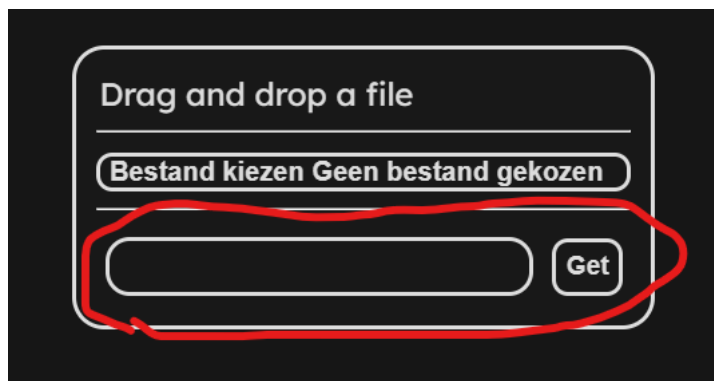 Drag and drop a file
Bestand kiezen Geen bestand gekozen
Get